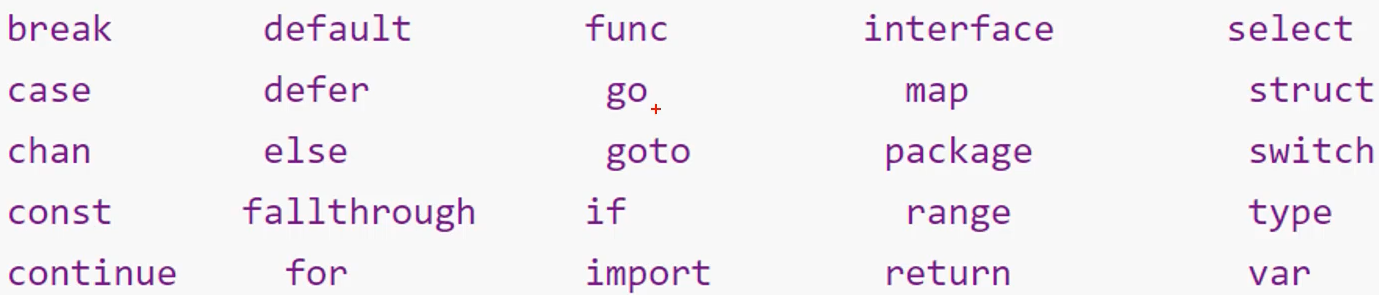 break default func interface select
case defer go map struct
chan else goto package switch
const fallthrough if range type
continue for import return var